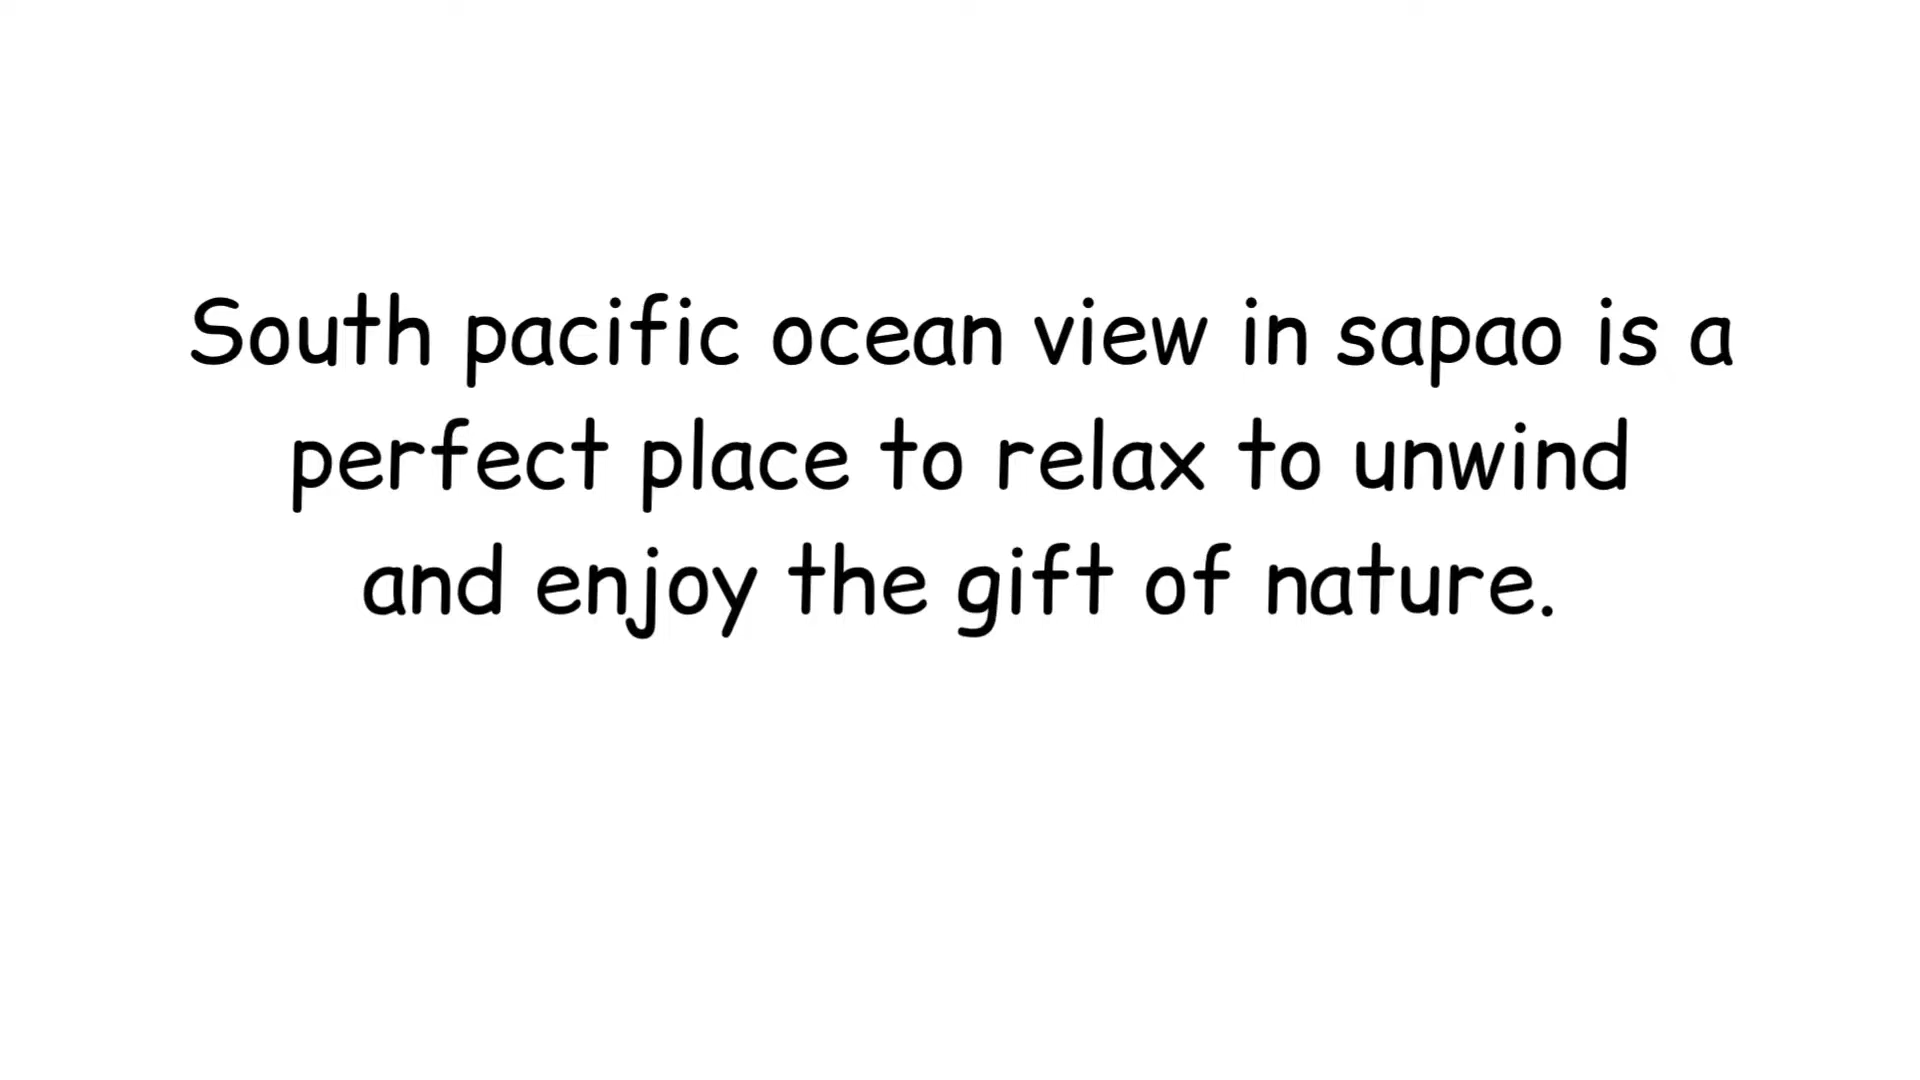 South pacific ocean view in sapao is a
perfect place to relax to unwind
and enjoy the gift of nature.